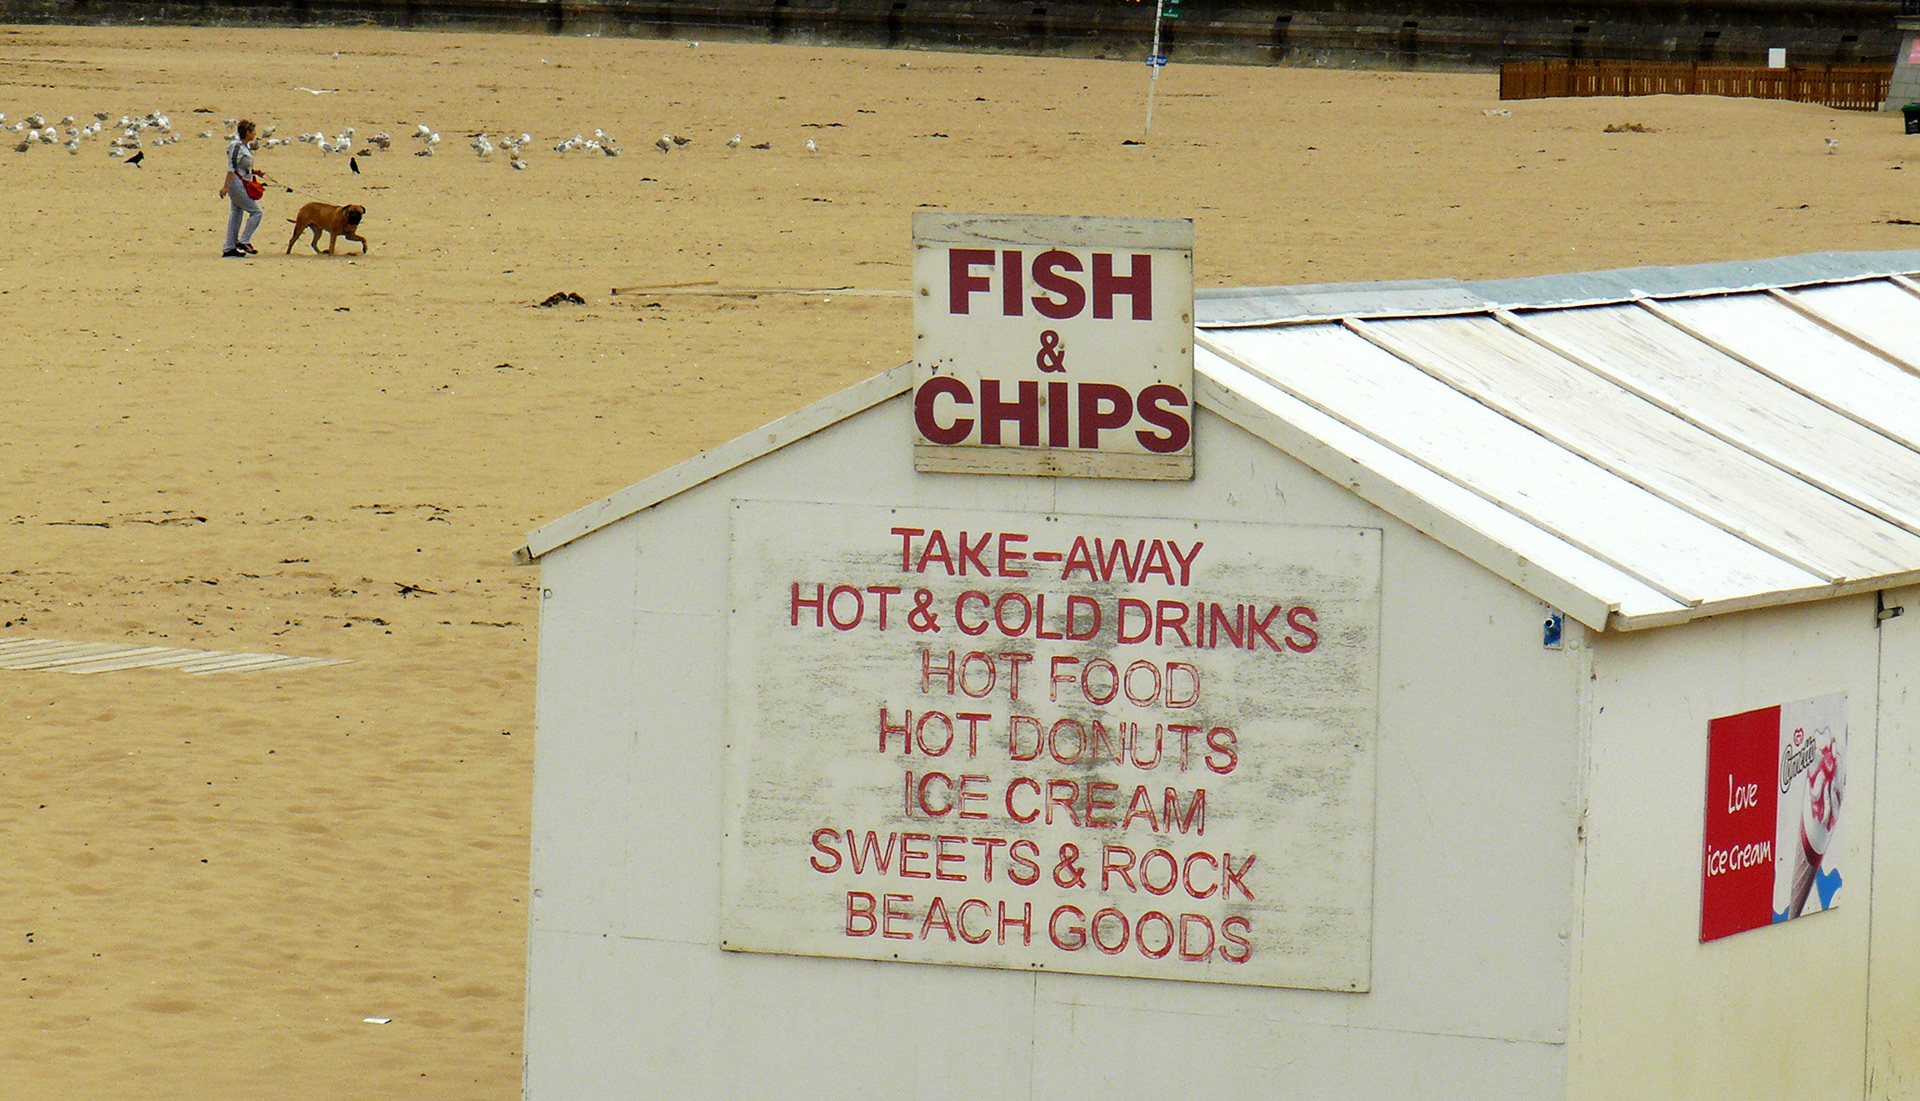 FISH
&
CHIPS
TAKE-AWAY
HOT & COLD DRINKS
HOT FOOD
HOT DONUTS
ICE CREAM
SWEETS & ROCK
BEACH GOODS
Love
ice cream
Cornetto